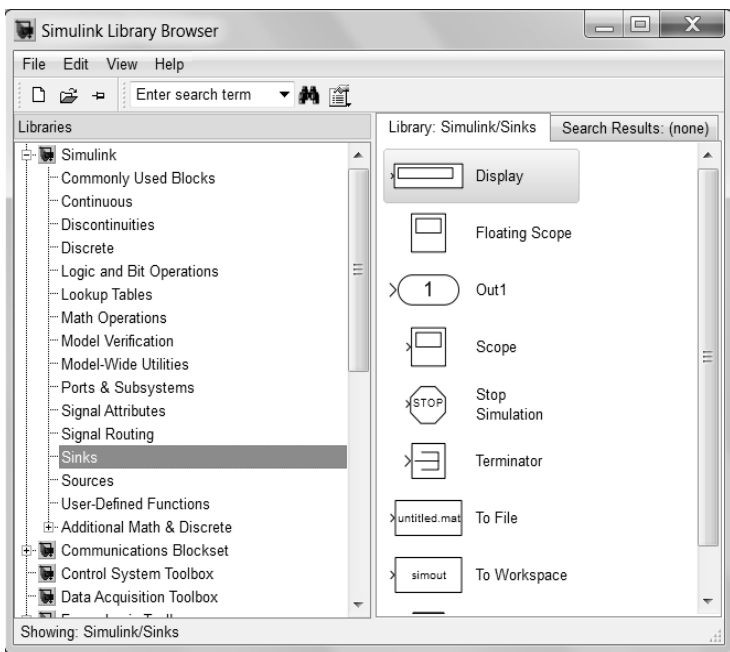 Simulink Library Browser
File Edit View Help
Enter search term
Libraries
Simulink
Commonly Used Blocks
Continuous
Discontinuities
Discrete
Logic and Bit Operations
Lookup Tables
Math Operations
Model Verification
Model-Wide Utilities
Ports & Subsystems
Signal Attributes
Signal Routing
Sinks
Sources
User-Defined Functions
Additional Math & Discrete
Communications Blockset
Control System Toolbox
Data Acquisition Toolbox
Library: Simulink/Sinks
Search Results: (none)
Display
Floating Scope
1 Out1
Scope
STOP
Stop
Simulation
Terminator
untitled.mat To File
simout To Workspace
Showing: Simulink/Sinks